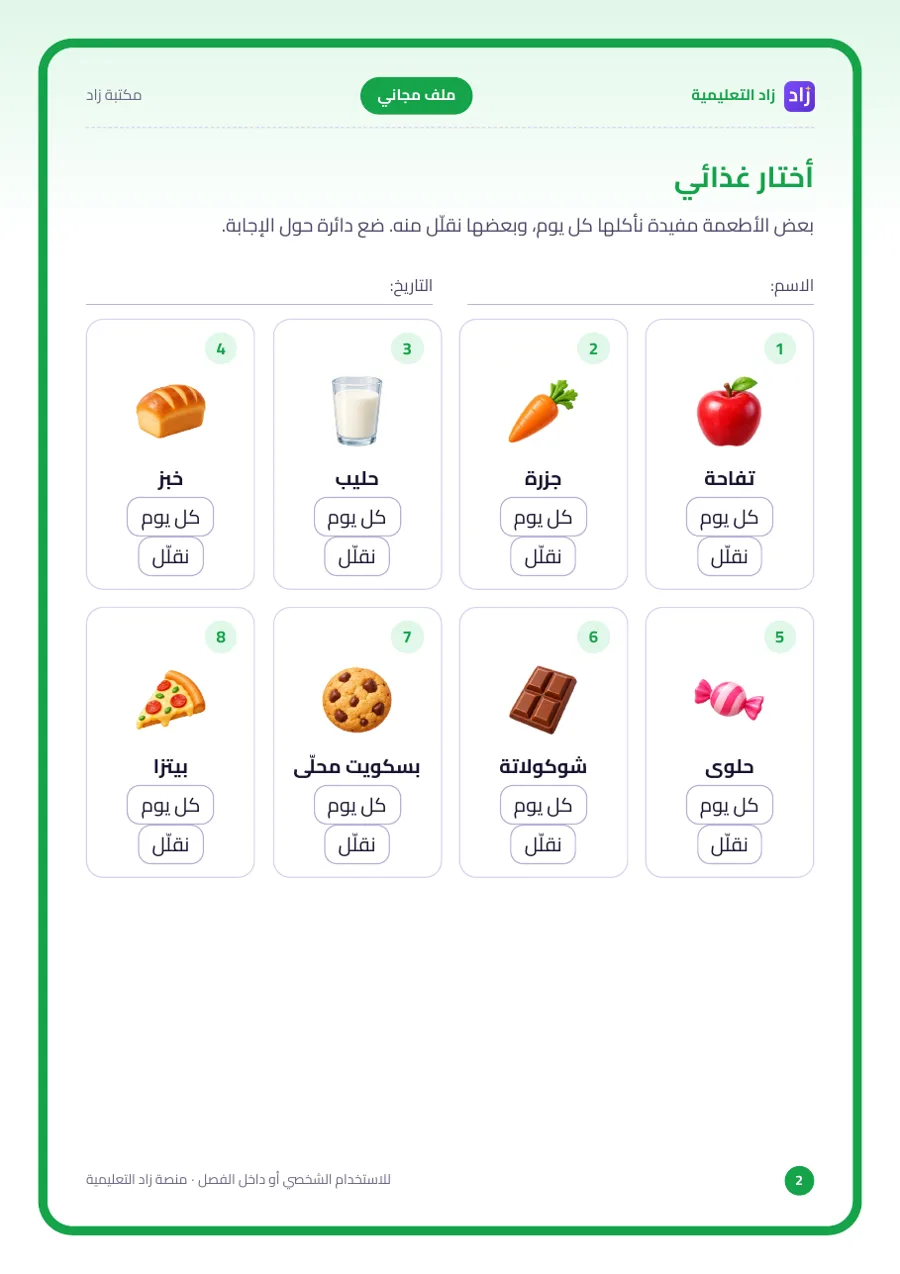 زاد زاد التعليمية
ملف مجاني
مكتبة زاد
أختار غذائي
بعض الأطعمة مفيدة نأكلها كل يوم، وبعضها نقلّل منه. ضع دائرة حول الإجابة.
الاسم:
التاريخ:
1
تفاحة
كل يوم
نقلّل
2
جزرة
كل يوم
نقلّل
3
حليب
كل يوم
نقلّل
4
خبز
كل يوم
نقلّل
5
حلوى
كل يوم
نقلّل
6
شوكولاتة
كل يوم
نقلّل
7
بسكويت محلّى
كل يوم
نقلّل
8
بيتزا
كل يوم
نقلّل
2
للاستخدام الشخصي أو داخل الفصل · منصة زاد التعليمية